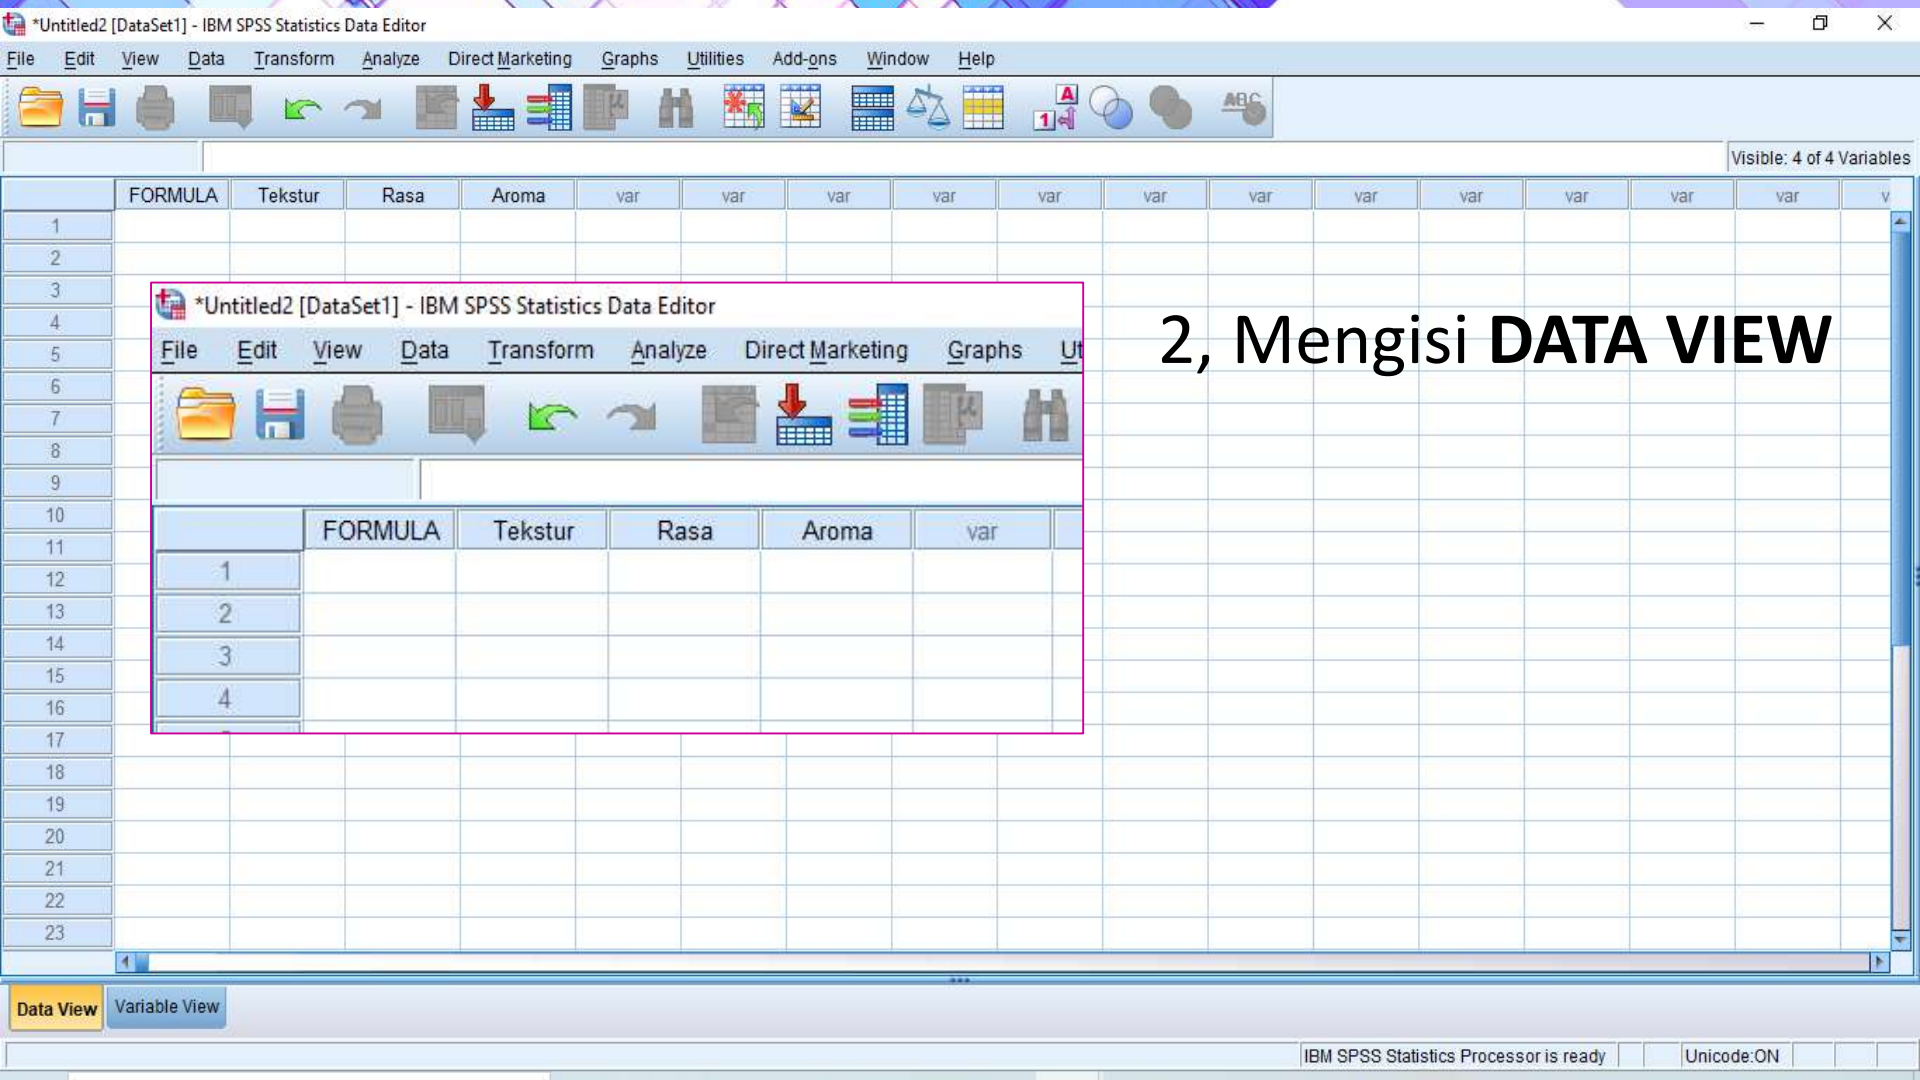 *Untitled2 [DataSet1] - IBM SPSS Statistics Data Editor
File Edit View Data Transform Analyze Direct Marketing Graphs Utilities Add-ons Window Help
A
1
ABC
Visible: 4 of 4 Variables
FORMULA Tekstur Rasa Aroma var var var var var var var var var var var var v
1
2
3
4
5
6
7
8
9
10
11
12
13
14
15
16
17
18
19
20
21
22
23
*Untitled2 [DataSet1] - IBM SPSS Statistics Data Editor
File Edit View Data Transform Analyze Direct Marketing Graphs Ut
FORMULA Tekstur Rasa Aroma var
1
2
3
4
2, Mengisi DATA VIEW
Data View Variable View
IBM SPSS Statistics Processor is ready Unicode:ON